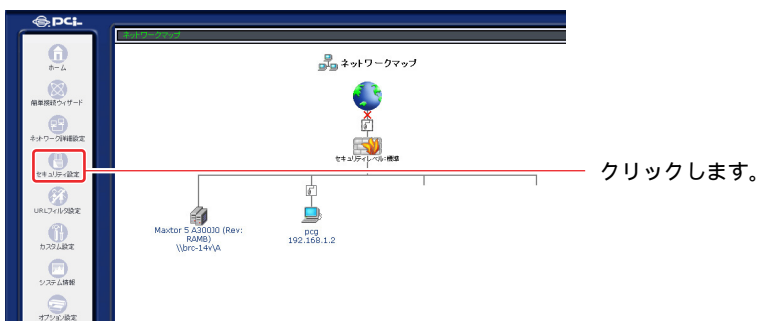 pci
ネットワークマップ
ホーム
簡単接続ウィザード
ネットワーク詳細設定
セキュリティ設定
URLフィルタ設定
カスタム設定
システム情報
オプション設定
ネットワークマップ
セキュリティレベル:標準
Maxtor 5 A300J0 (Rev:
RAMB)
\\brc-14v\A
pcg
192.168.1.2
クリックします。